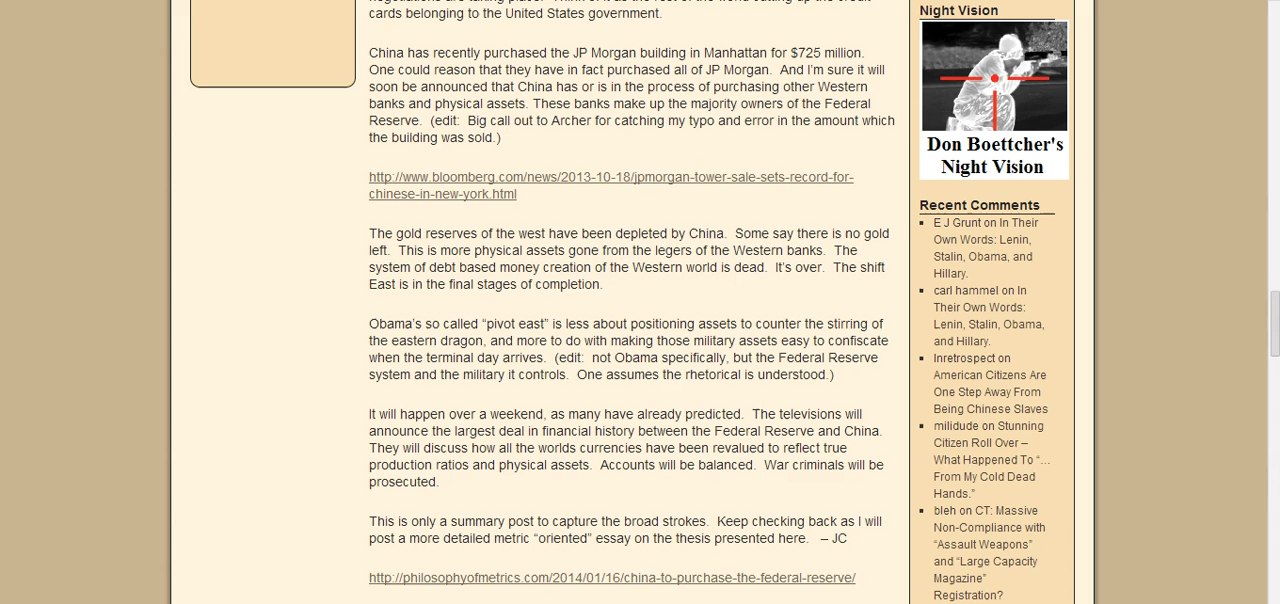 cards belonging to the United States government.
China has recently purchased the JP Morgan building in Manhattan for $725 million.
One could reason that they have in fact purchased all of JP Morgan.  And I'm sure it will
soon be announced that China has or is in the process of purchasing other Western
banks and physical assets. These banks make up the majority owners of the Federal
Reserve.  (edit:  Big call out to Archer for catching my typo and error in the amount which
the building was sold.)
http://www.bloomberg.com/news/2013-10-18/jpmorgan-tower-sale-sets-record-for-
chinese-in-new-york.html
The gold reserves of the west have been depleted by China.  Some say there is no gold
left.  This is more physical assets gone from the legers of the Western banks.  The
system of debt based money creation of the Western world is dead.  It's over.  The shift
East is in the final stages of completion.
Obama's so called “pivot east” is less about positioning assets to counter the stirring of
the eastern dragon, and more to do with making those military assets easy to confiscate
when the terminal day arrives.  (edit:  not Obama specifically, but the Federal Reserve
system and the military it controls.  One assumes the rhetorical is understood.)
It will happen over a weekend, as many have already predicted.  The televisions will
announce the largest deal in financial history between the Federal Reserve and China.
They will discuss how all the worlds currencies have been revalued to reflect true
production ratios and physical assets.  Accounts will be balanced.  War criminals will be
prosecuted.
This is only a summary post to capture the broad strokes.  Keep checking back as I will
post a more detailed metric “oriented” essay on the thesis presented here.   – JC
http://philosophyofmetrics.com/2014/01/16/china-to-purchase-the-federal-reserve/
Night Vision
Don Boettcher's
Night Vision
Recent Comments
E J Grunt on In Their
Own Words: Lenin,
Stalin, Obama, and
Hillary.
carl hammel on In
Their Own Words:
Lenin, Stalin, Obama,
and Hillary.
Inretrospect on
American Citizens Are
One Step Away From
Being Chinese Slaves
milidude on Stunning
Citizen Roll Over –
What Happened To “…
From My Cold Dead
Hands.”
bleh on CT: Massive
Non-Compliance with
“Assault Weapons”
and “Large Capacity
Magazine”
Registration?